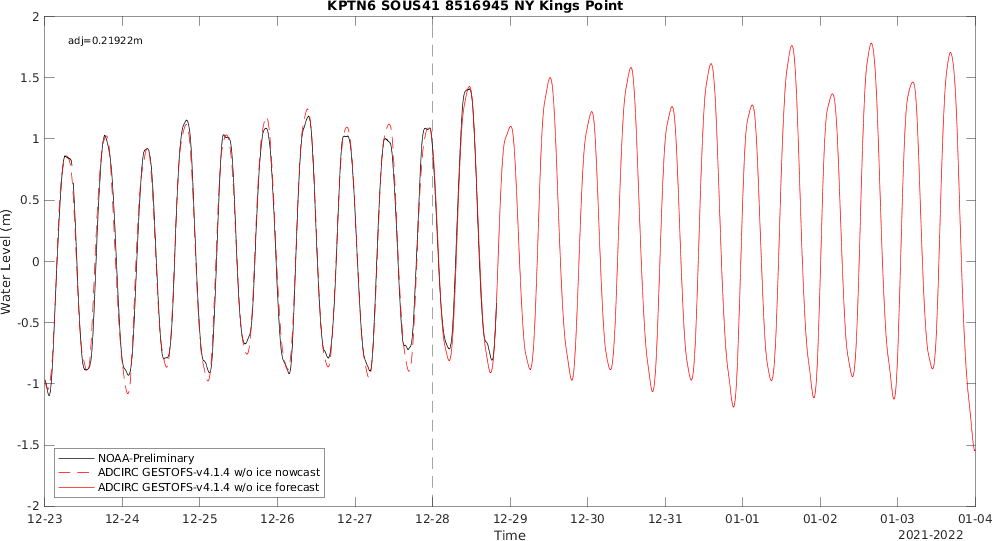 KPTN6 SOUS41 8516945 NY Kings Point
adj=0.21922m
2
1.5
1
0.5
0
-0.5
-1
-1.5
-2
Water Level (m)
NOAA-Preliminary
ADCIRC GESTOFS-v4.1.4 w/o ice nowcast
ADCIRC GESTOFS-v4.1.4 w/o ice forecast
12-23 12-24 12-25 12-26 12-27 12-28 12-29 12-30 12-31 01-01 01-02 01-03 01-04
Time
2021-2022